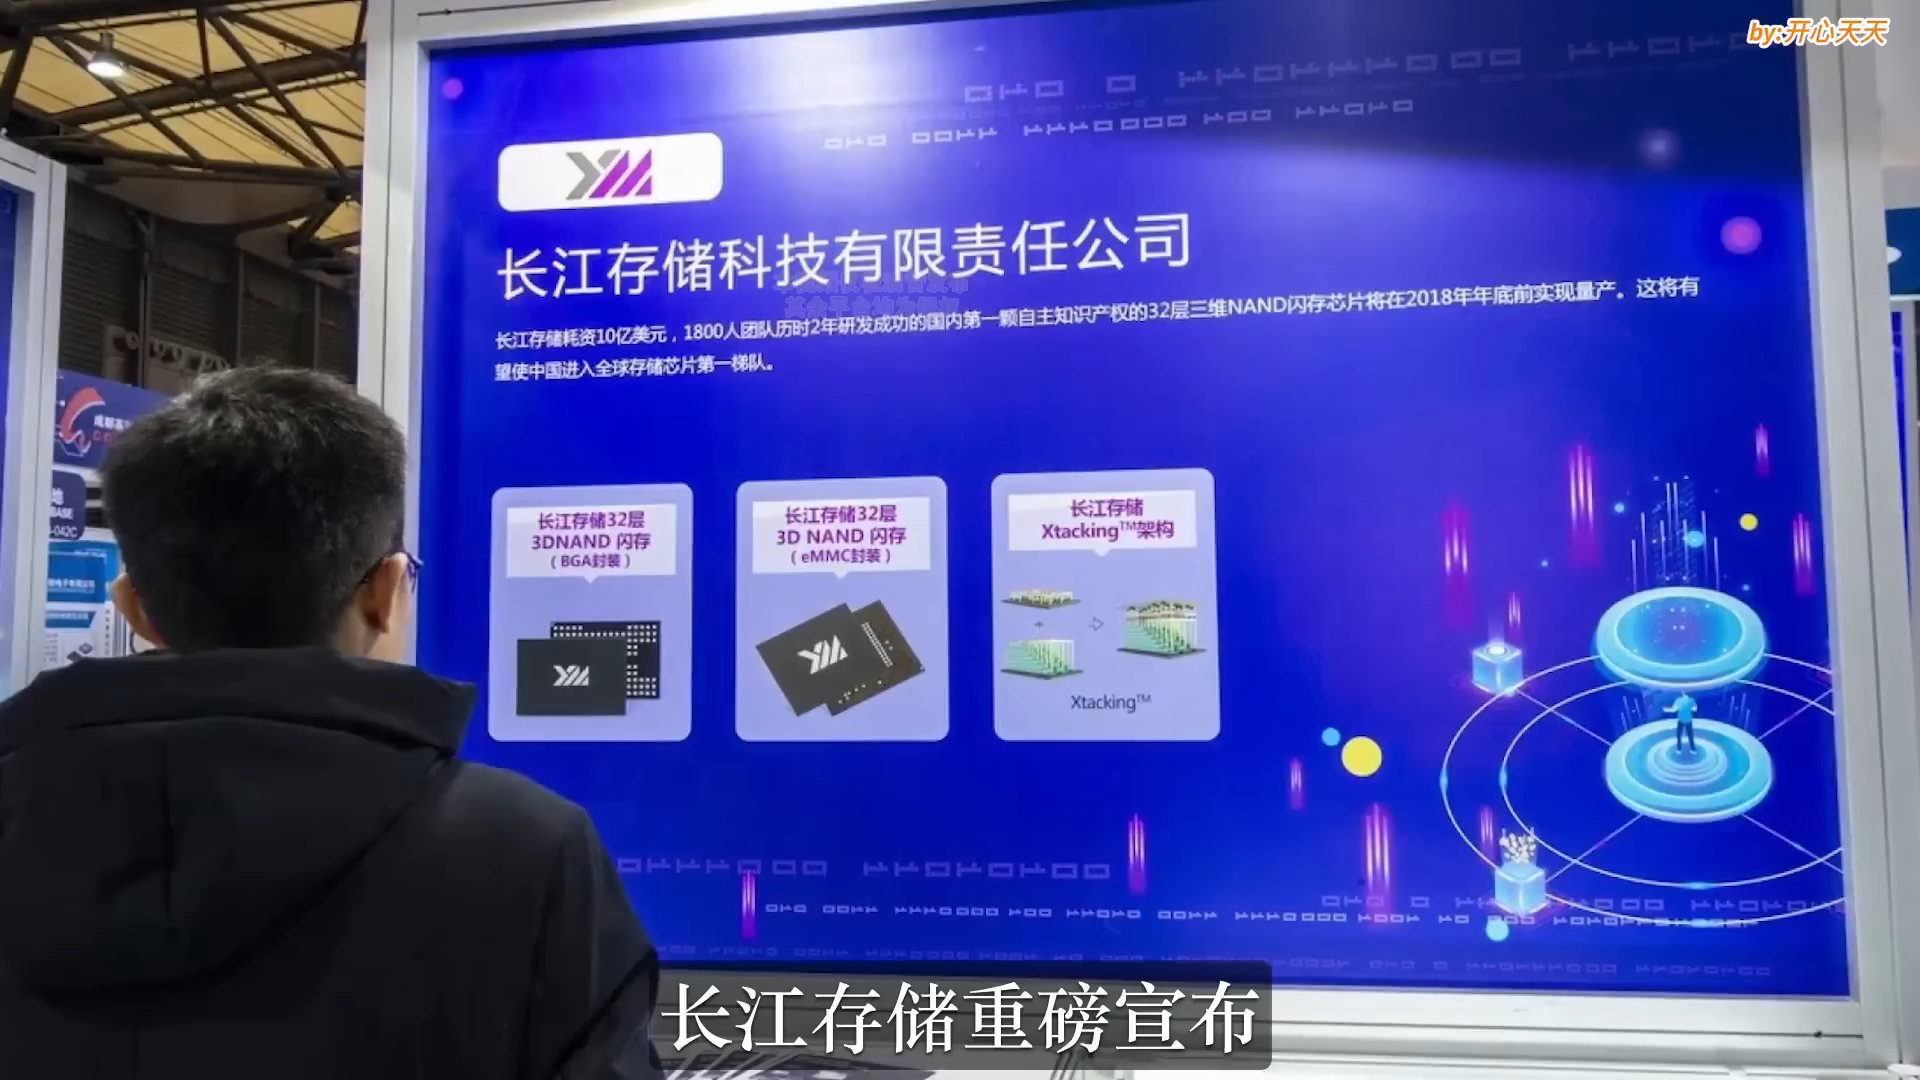 by:开心天天
YM
长江存储科技有限责任公司
长江存储耗资10亿美元，1800人团队历时2年研发成功的国内第一颗自主知识产权的32层三维NAND闪存芯片将在2018年年底前实现量产。这将有
望使中国进入全球存储芯片第一梯队。
长江存储32层
3DNAND 闪存
（BGA封装）
长江存储32层
3D NAND 闪存
（eMMC封装）
长江存储
Xtacking™架构
Xtacking™
长江存储重磅宣布